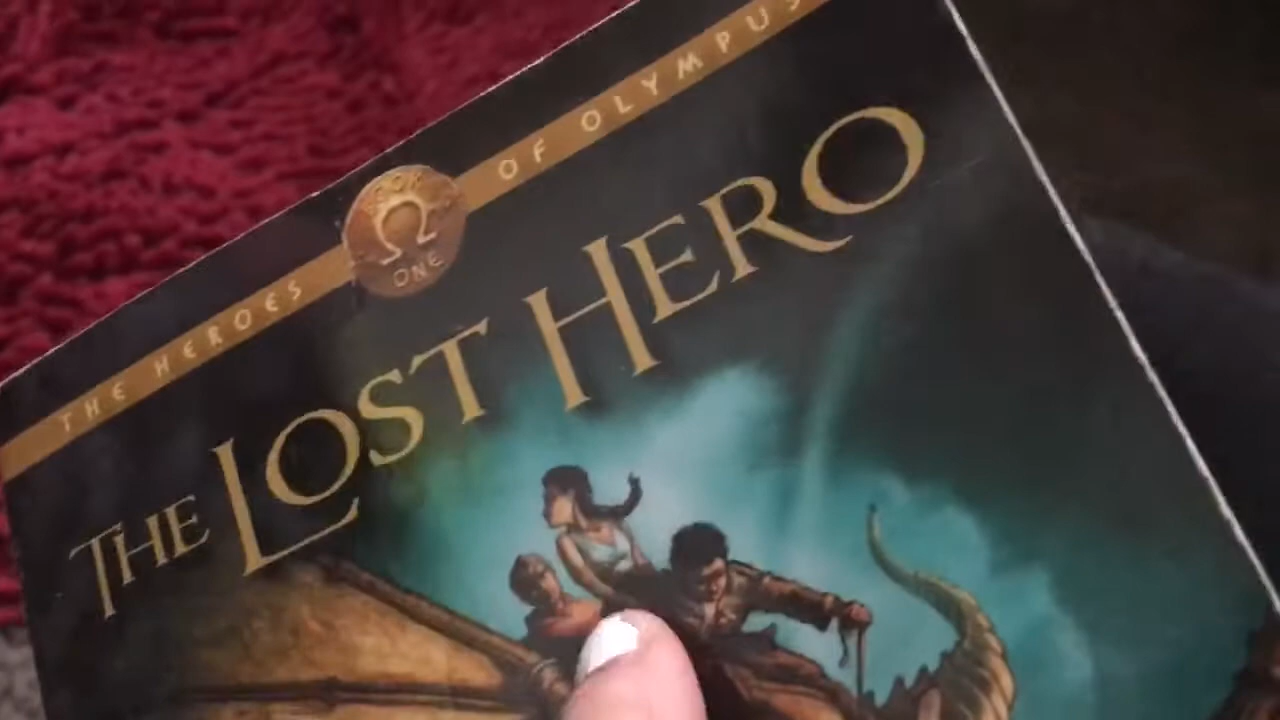 THE HEROES OF OLYMPUS
BOOK
Ω
ONE
THE LOST HERO